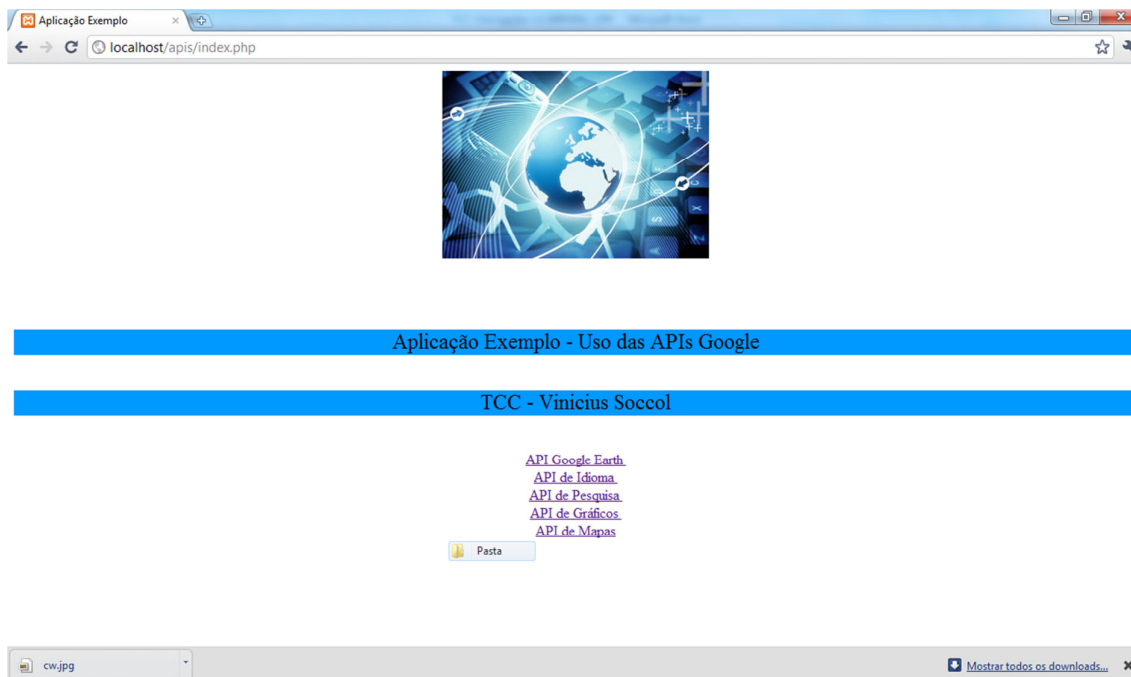 Aplicação Exemplo
localhost/apis/index.php
Aplicação Exemplo - Uso das APIs Google
TCC - Vinicius Soccol
API Google Earth
API de Idioma
API de Pesquisa
API de Gráficos
API de Mapas
Pasta
cw.jpg
Mostrar todos os downloads...